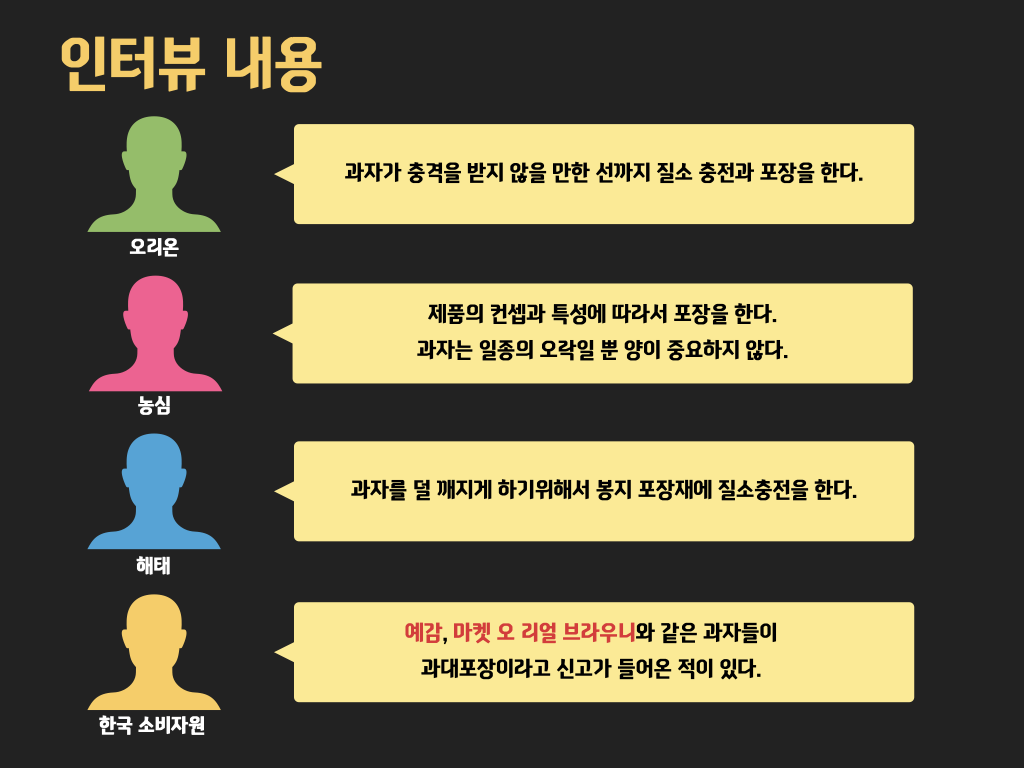 인터뷰 내용
과자가 충격을 받지 않을 만한 선까지 질소 충전과 포장을 한다.
오리온
제품의 컨셉과 특성에 따라서 포장을 한다.
과자는 일종의 오락일 뿐 양이 중요하지 않다.
농심
과자를 덜 깨지게 하기위해서 봉지 포장재에 질소충전을 한다.
해태
예감, 마켓 오 리얼 브라우니와 같은 과자들이
과대포장이라고 신고가 들어온 적이 있다.
한국 소비자원